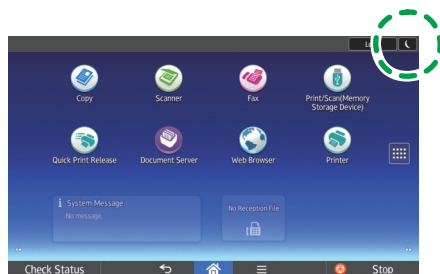 Copy
Scanner
Fax
Print/Scan(Memory
Storage Device)
Quick Print Release
Document Server
Web Browser
Printer
i System Message
No message.
No Reception File
Check Status
Stop